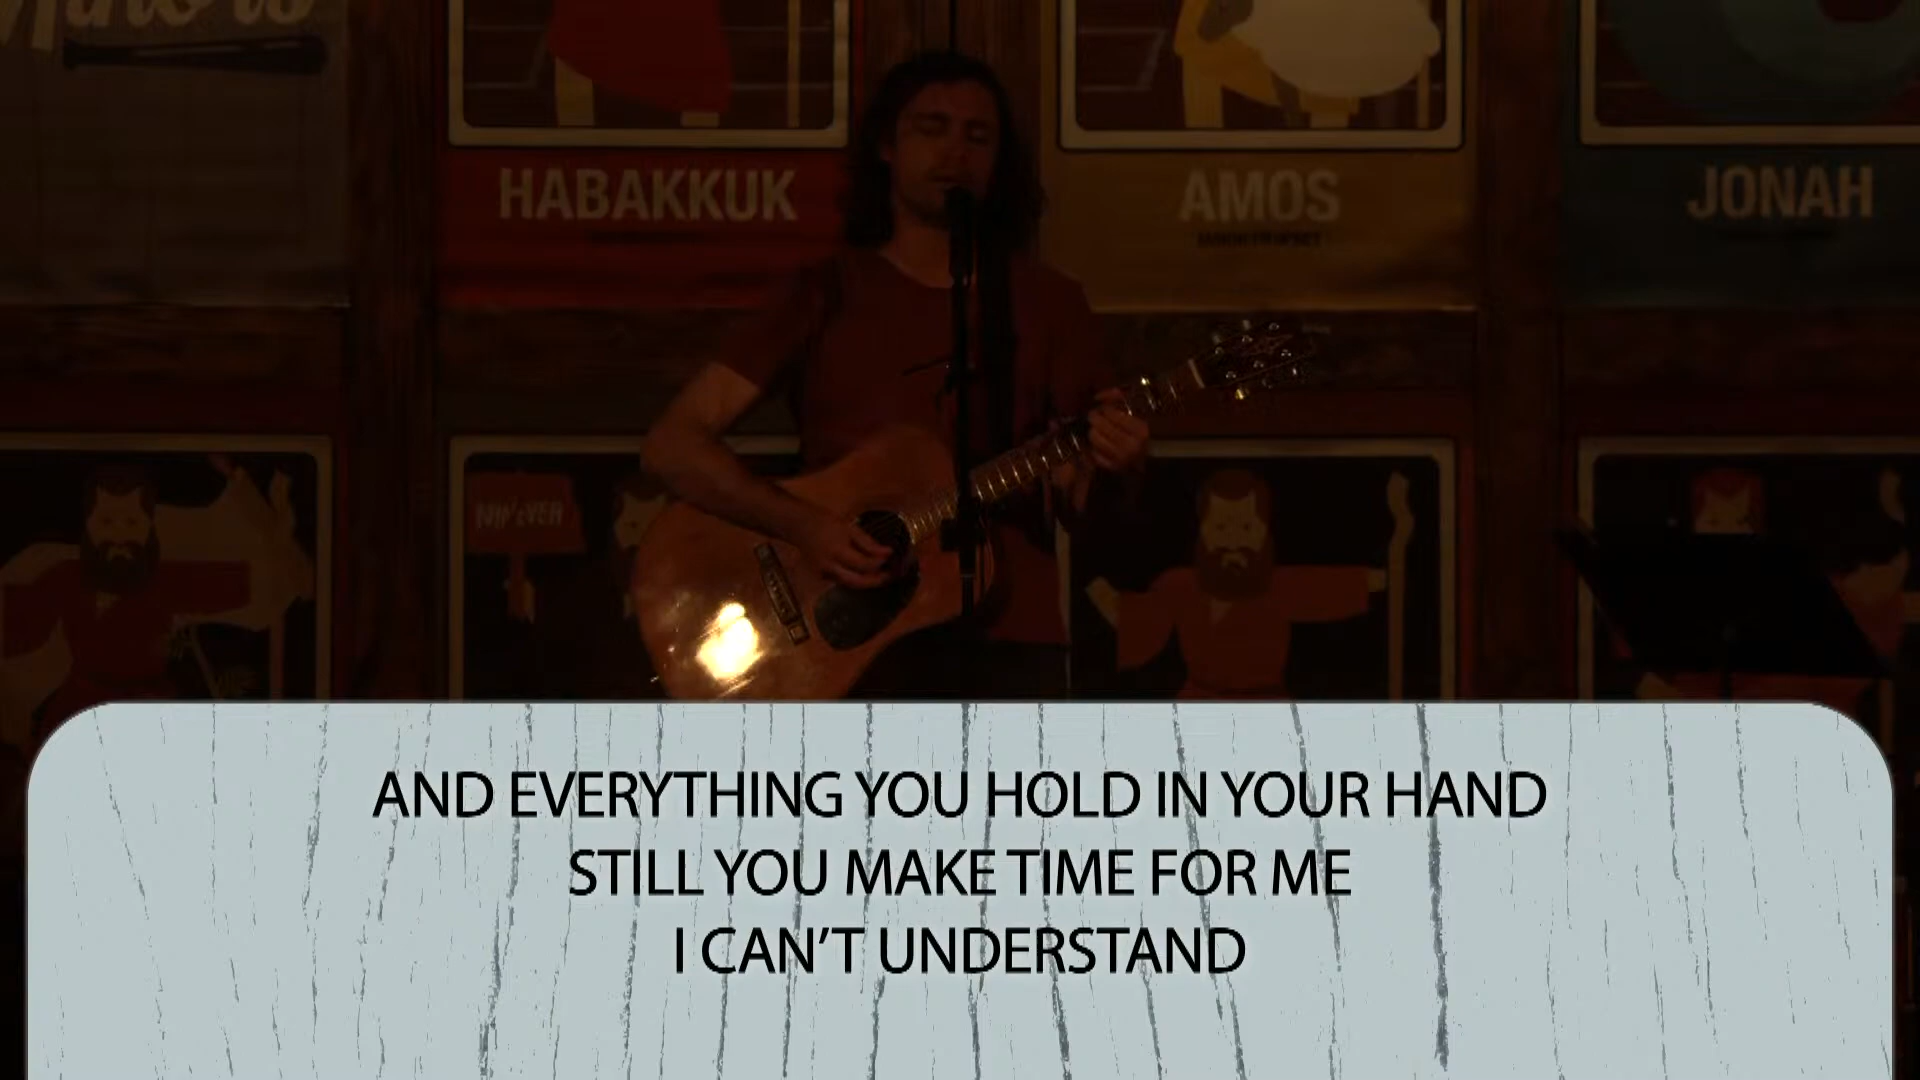 HABAKKUK
AMOS
JONAH
AND EVERYTHING YOU HOLD IN YOUR HAND
STILL YOU MAKE TIME FOR ME
I CAN’T UNDERSTAND